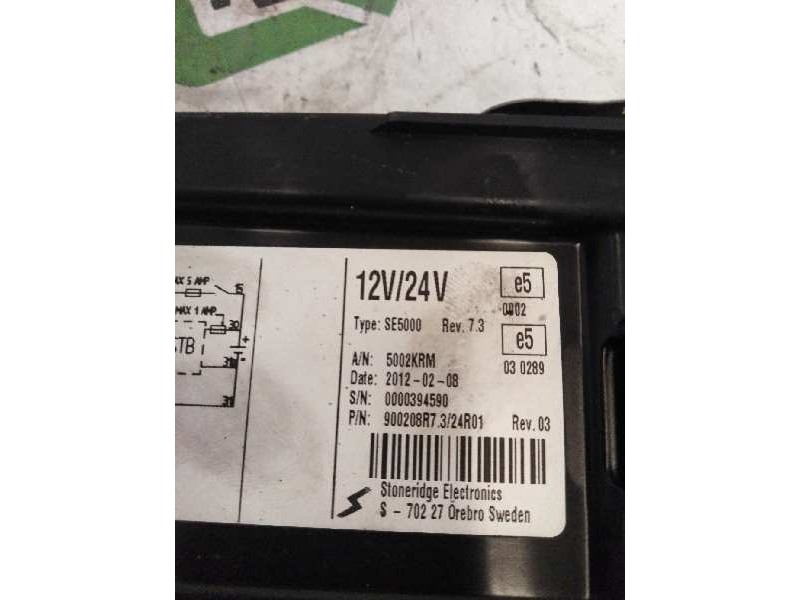 MAX 5 AMP
15
MAX 1 AMP
30
STB
+
-
31
31
12V/24V
e5
0002
Type: SE5000 Rev. 7.3
e5
03 0289
A/N: 5002KRM
Date: 2012-02-08
S/N: 0000394590
P/N: 900208R7.3/24R01 Rev. 03
Stoneridge Electronics
S - 702 27 Örebro Sweden